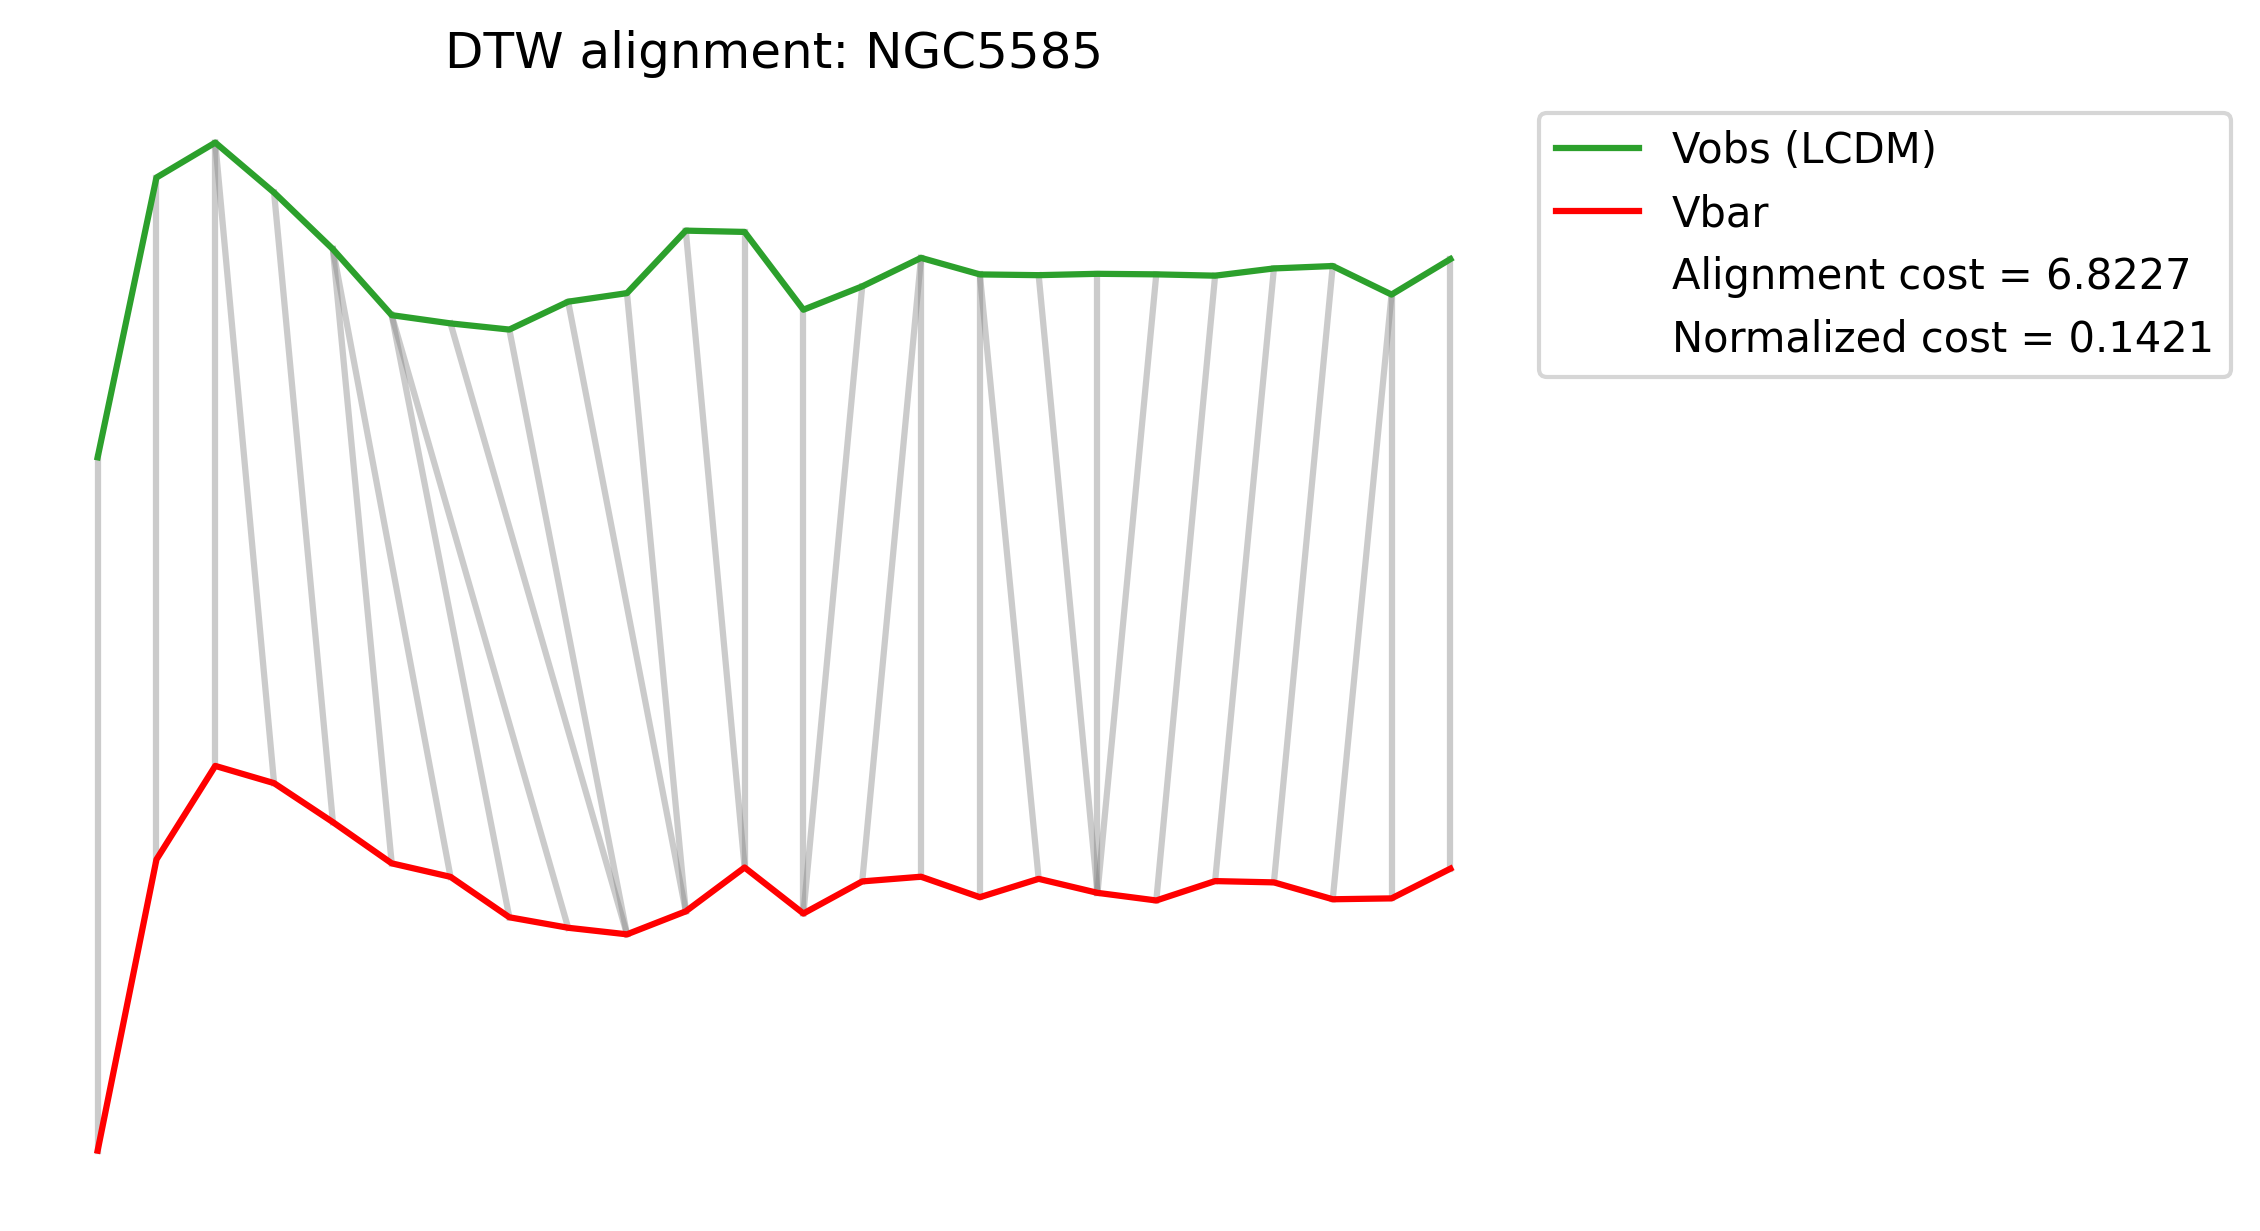 DTW alignment: NGC5585
Vobs (LCDM)
Vbar
Alignment cost = 6.8227
Normalized cost = 0.1421